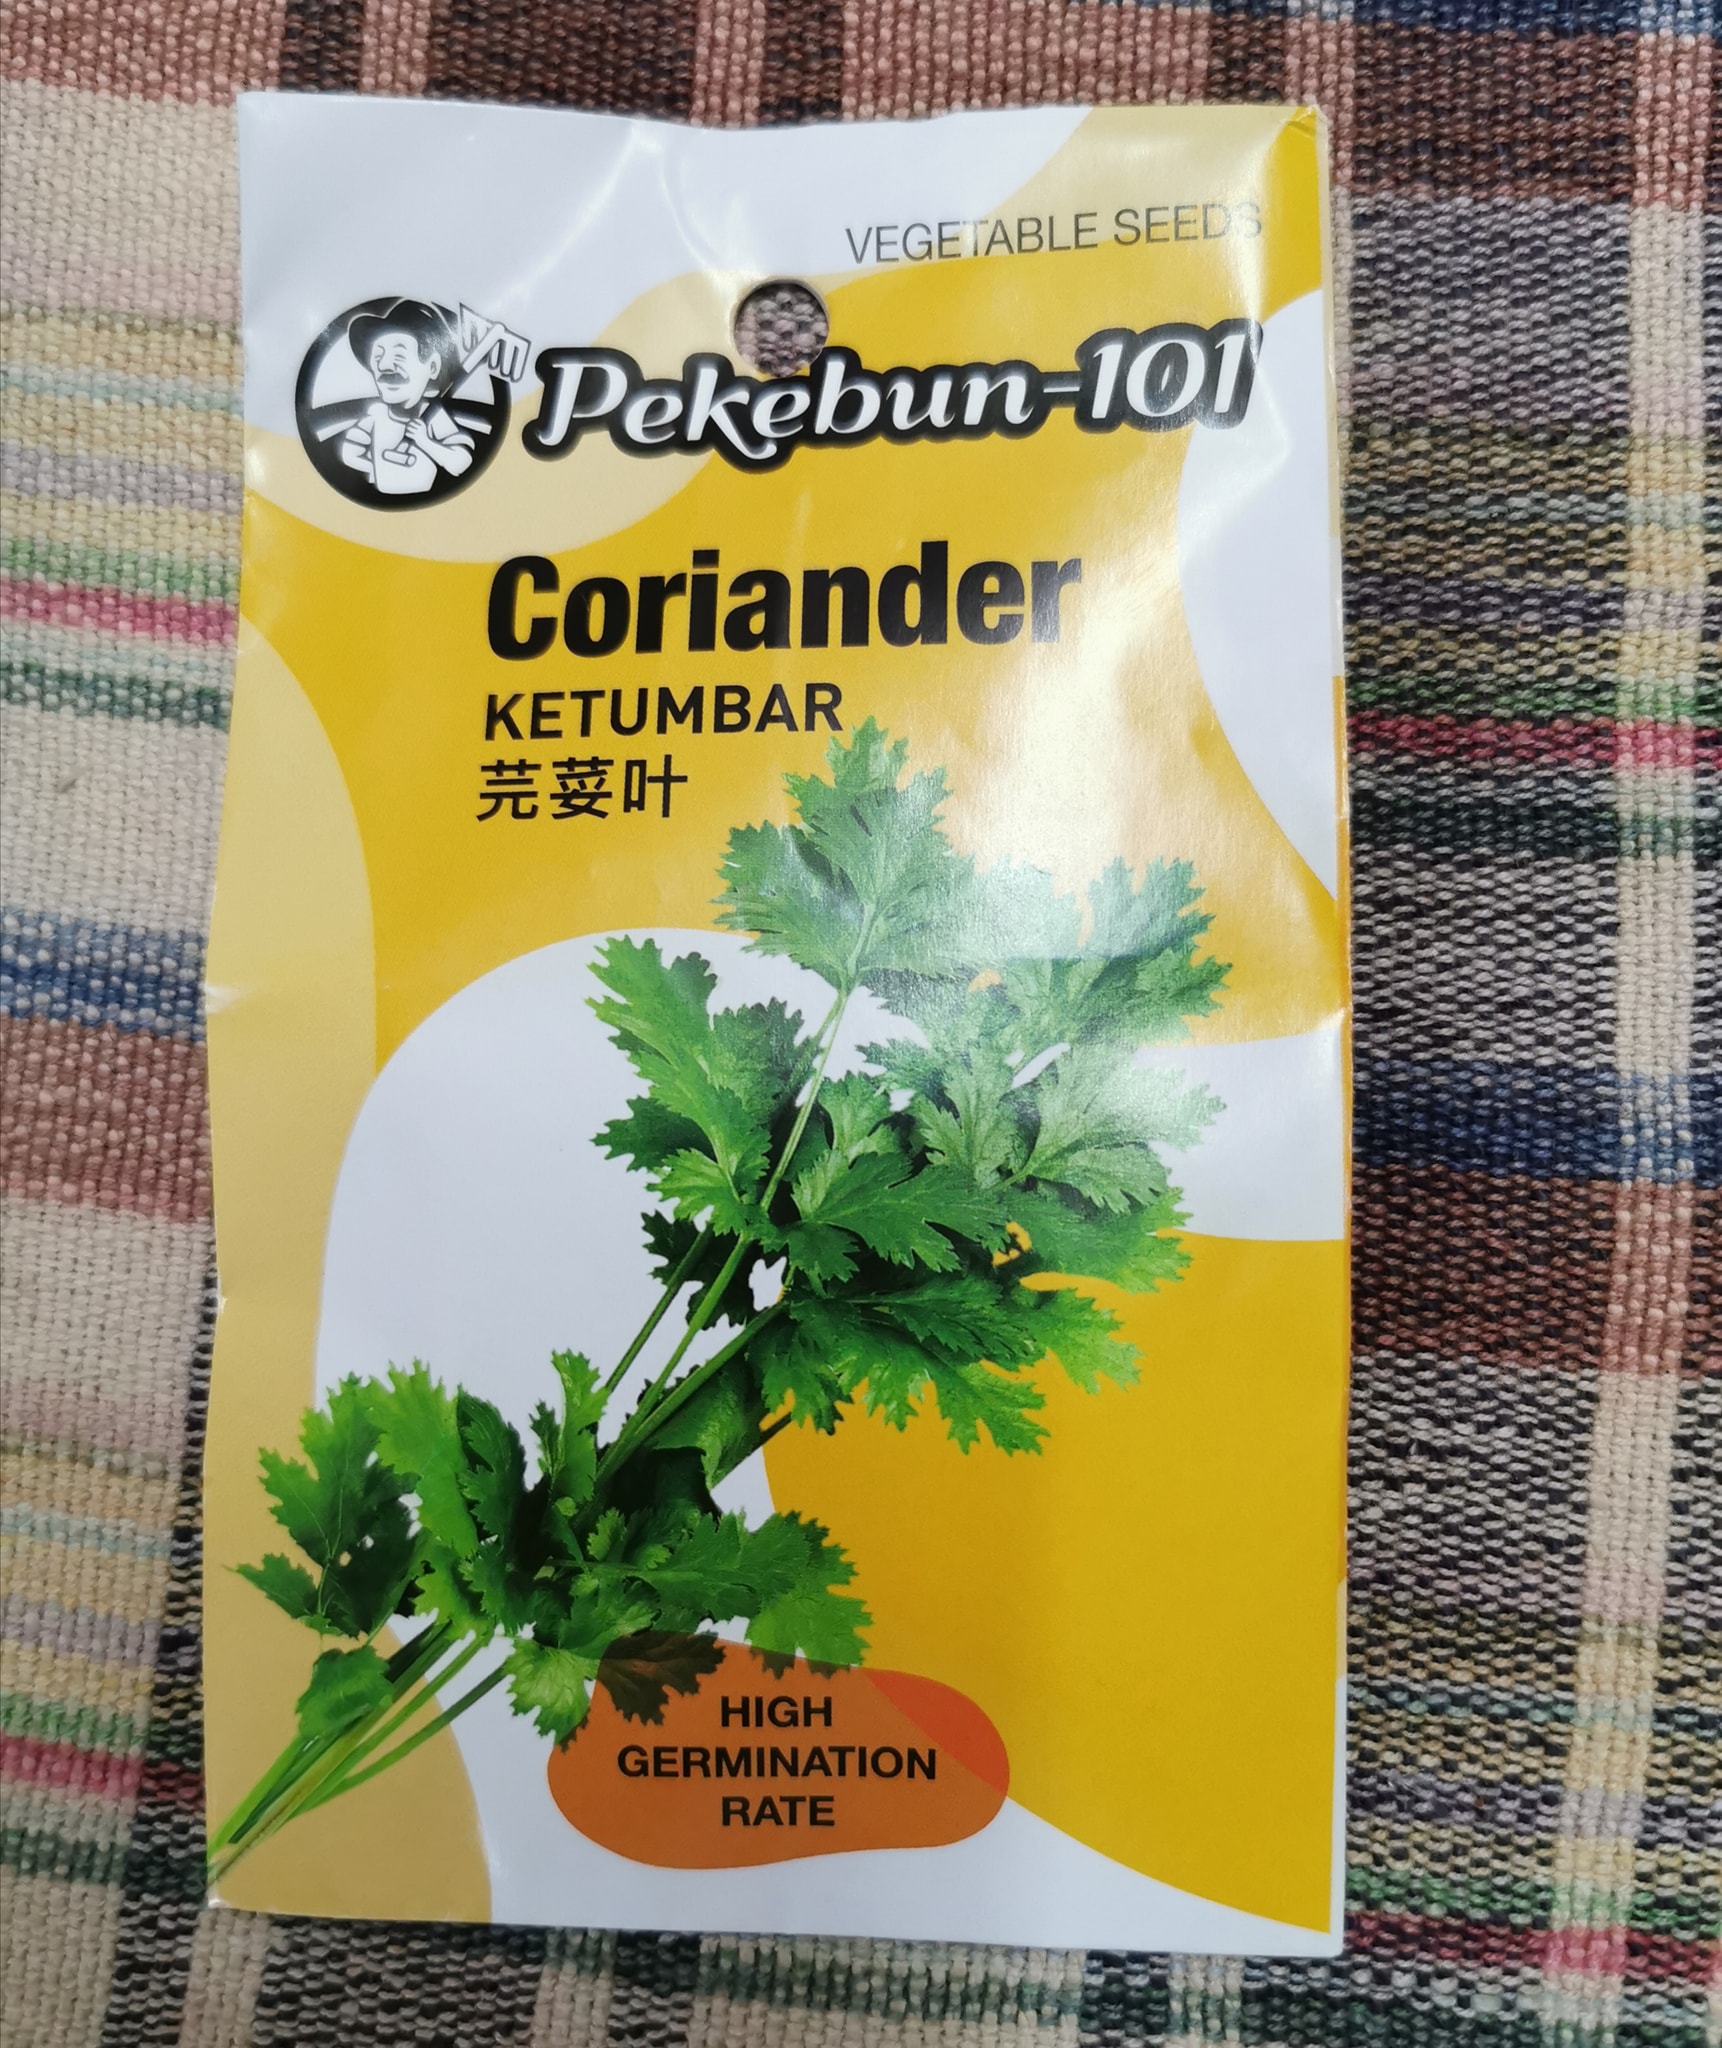 VEGETABLE SEEDS
Pekebun-101
Coriander
KETUMBAR
芫荽叶
HIGH
GERMINATION
RATE